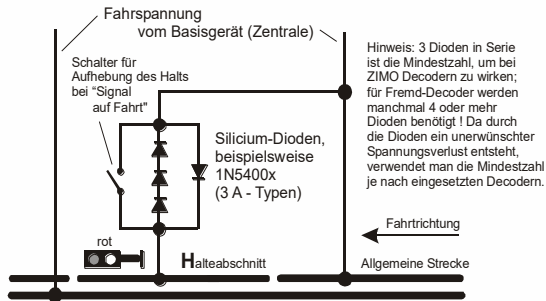 Fahrspannung
vom Basisgerät (Zentrale)
Schalter für
Aufhebung des Halts
bei "Signal
auf Fahrt"
Silicium-Dioden,
beispielsweise
1N5400x
(3 A - Typen)
Hinweis: 3 Dioden in Serie
ist die Mindestzahl, um bei
ZIMO Decodern zu wirken;
für Fremd-Decoder werden
manchmal 4 oder mehr
Dioden benötigt ! Da durch
die Dioden ein unerwünschter
Spannungsverlust entsteht,
verwendet man die Mindestzahl
je nach eingesetzten Decodern.
Fahrtrichtung
rot
Halteabschnitt
Allgemeine Strecke